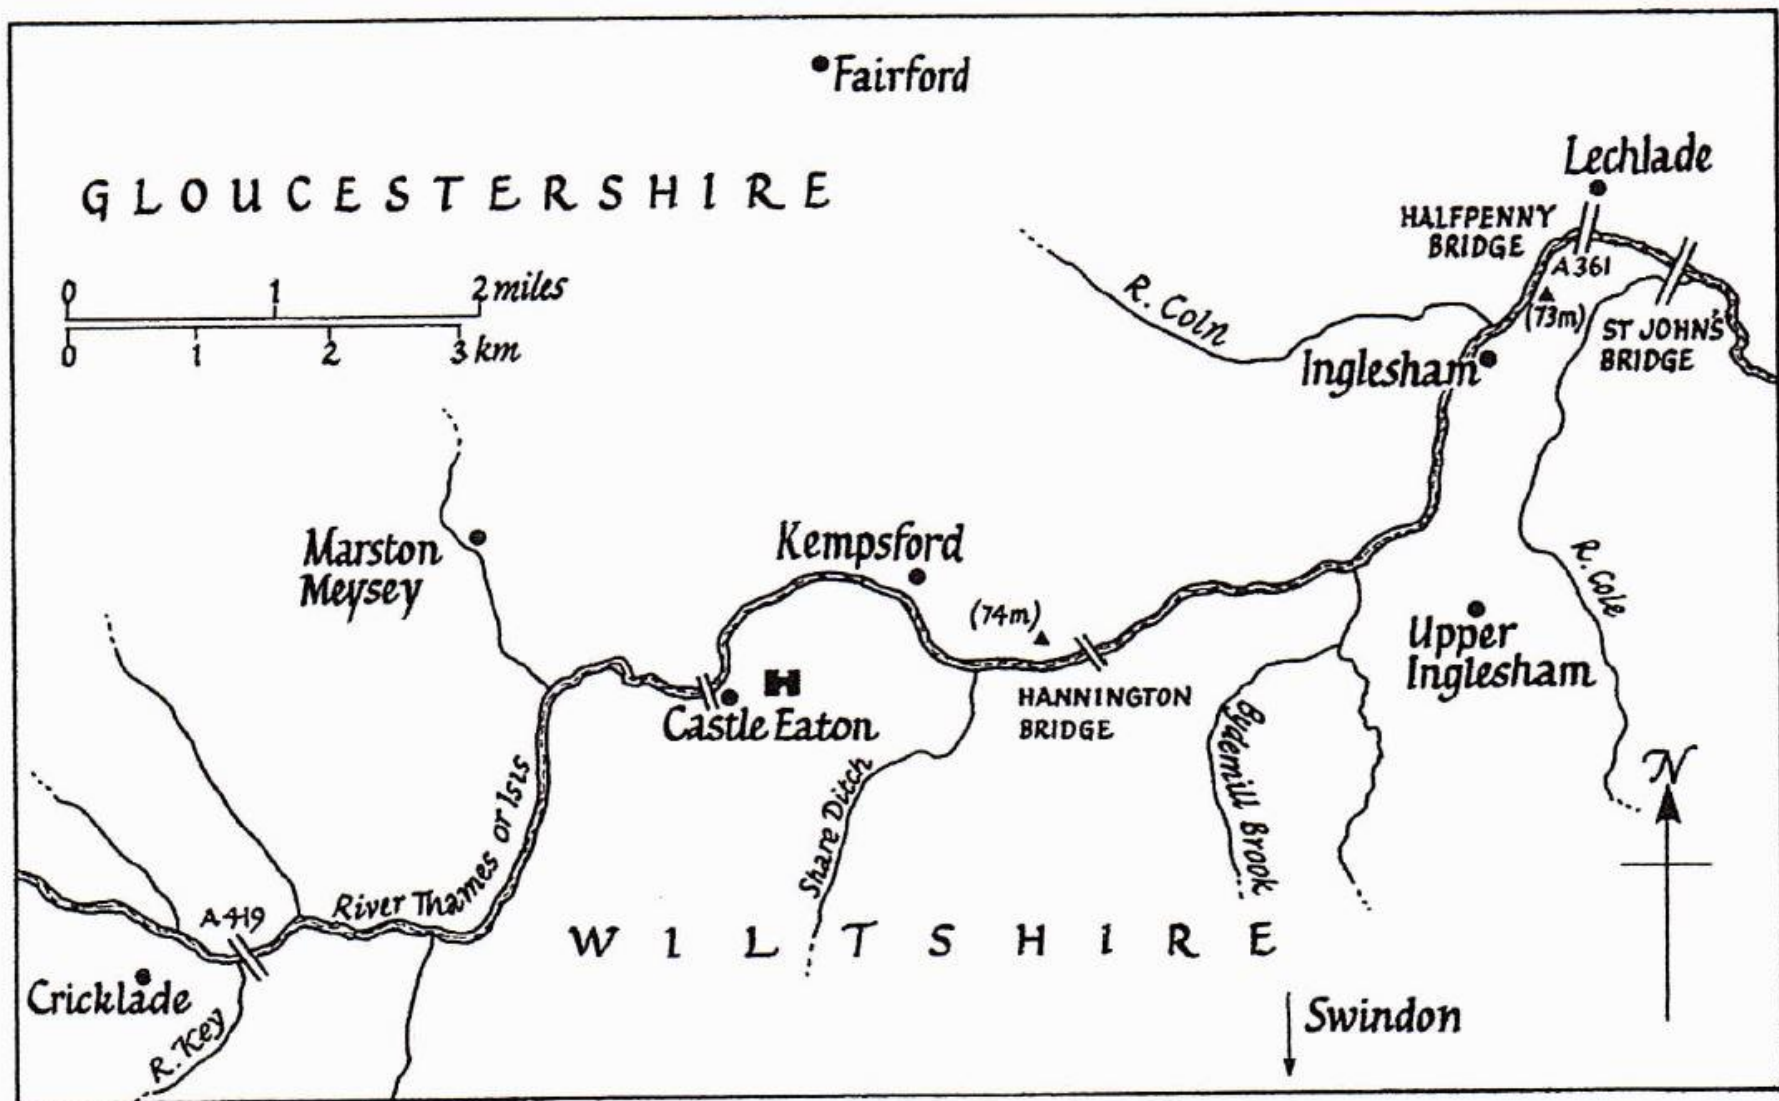 Fairford
Lechlade
GLOUCESTERSHIRE
HALFPENNY
BRIDGE
A361
0 1 2 miles
0 1 2 3 km
R. Coln
(73m)
ST JOHN'S
BRIDGE
Inglesham
Marston
Meysey
Kempsford
R. Cole
(74m)
Upper
Inglesham
HANNINGTON
BRIDGE
Castle Eaton
Bydemill Brook
N
Share Ditch
River Thames or Isis
A419
WILTSHIRE
Cricklade
R. Key
Swindon